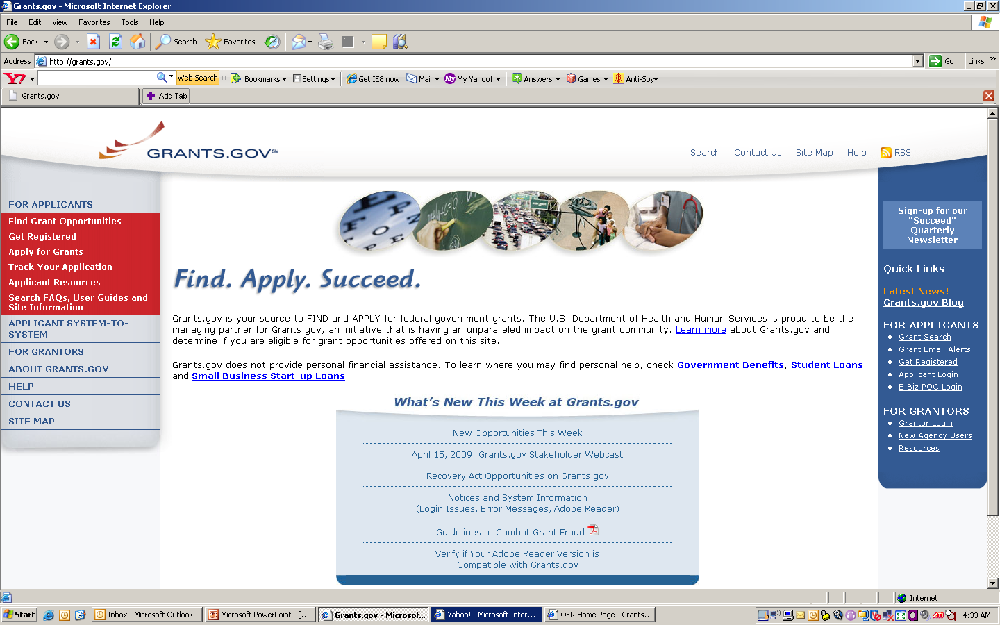 Grants.gov - Microsoft Internet Explorer
File Edit View Favorites Tools Help
Back Search Favorites
Address http://grants.gov/ Go Links »
Y! Web Search Bookmarks Settings Get IE8 now! Mail My Yahoo! Answers Games Anti-Spy
Grants.gov Add Tab
GRANTS.GOV℠
Search Contact Us Site Map Help RSS
FOR APPLICANTS
Find Grant Opportunities
Get Registered
Apply for Grants
Track Your Application
Applicant Resources
Search FAQs, User Guides and
Site Information
APPLICANT SYSTEM-TO-
SYSTEM
FOR GRANTORS
ABOUT GRANTS.GOV
HELP
CONTACT US
SITE MAP
Find. Apply. Succeed.
Grants.gov is your source to FIND and APPLY for federal government grants. The U.S. Department of Health and Human Services is proud to be the
managing partner for Grants.gov, an initiative that is having an unparalleled impact on the grant community. Learn more about Grants.gov and
determine if you are eligible for grant opportunities offered on this site.
Grants.gov does not provide personal financial assistance. To learn where you may find personal help, check Government Benefits, Student Loans
and Small Business Start-up Loans.
What's New This Week at Grants.gov
New Opportunities This Week
April 15, 2009: Grants.gov Stakeholder Webcast
Recovery Act Opportunities on Grants.gov
Notices and System Information
(Login Issues, Error Messages, Adobe Reader)
Guidelines to Combat Grant Fraud
Verify if Your Adobe Reader Version is
Compatible with Grants.gov
Sign-up for our
"Succeed"
Quarterly
Newsletter
Quick Links
Latest News!
Grants.gov Blog
FOR APPLICANTS
Grant Search
Grant Email Alerts
Get Registered
Applicant Login
E-Biz POC Login
FOR GRANTORS
Grantor Login
New Agency Users
Resources
Internet
Start Inbox - Microsoft Outlook Microsoft PowerPoint - [... Grants.gov - Microsof... Yahoo! - Microsoft Inter... OER Home Page - Grants... 4:33 AM